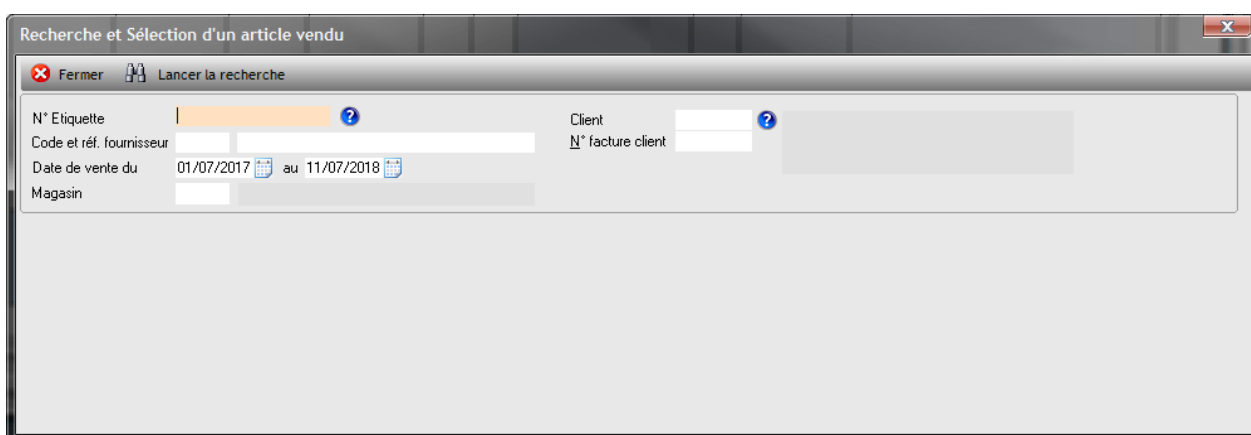 Recherche et Sélection d'un article vendu
Fermer Lancer la recherche
N° Etiquette
Code et réf. fournisseur
Date de vente du 01/07/2017 au 11/07/2018
Magasin
Client
N° facture client